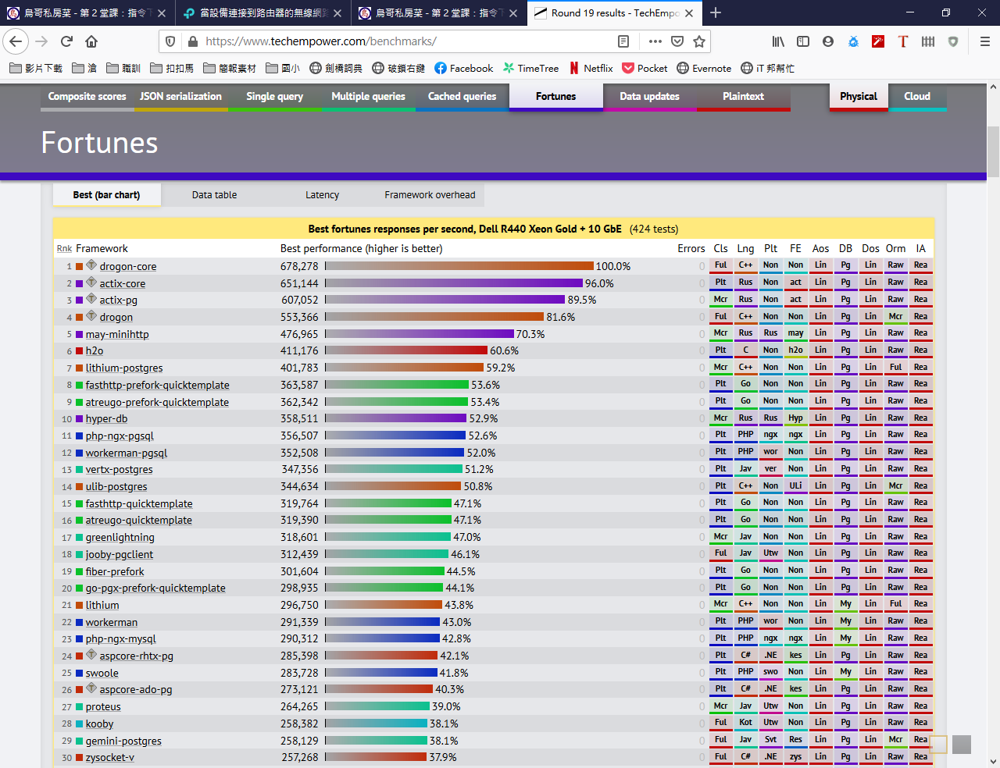 鳥哥私房菜 - 第 2 堂課：指令下
當設備連接到路由器的無線網路
鳥哥私房菜 - 第 2 堂課：指令下
Round 19 results - TechEmpo
https://www.techempower.com/benchmarks/
影片下載 滄 職訓 扣扣馬 簡報素材 國小 劍橋詞典 破鎖右鍵 Facebook TimeTree Netflix Pocket Evernote iT 邦幫忙
Composite scores JSON serialization Single query Multiple queries Cached queries Fortunes Data updates Plaintext Physical Cloud
Fortunes
Best (bar chart) Data table Latency Framework overhead
Best fortunes responses per second, Dell R440 Xeon Gold + 10 GbE (424 tests)
Rnk Framework Best performance (higher is better) Errors Cls Lng Plt FE Aos DB Dos Orm IA
1 T drogon-core 678,278 100.0% 0 Ful C++ Non Non Lin Pg Lin Raw Rea
2 T actix-core 651,144 96.0% 0 Plt Rus Non act Lin Pg Lin Raw Rea
3 T actix-pg 607,052 89.5% 0 Mcr Rus Non act Lin Pg Lin Raw Rea
4 T drogon 553,366 81.6% 0 Ful C++ Non Non Lin Pg Lin Mcr Rea
5 may-minihttp 476,965 70.3% 0 Mcr Rus Rus may Lin Pg Lin Raw Rea
6 h2o 411,176 60.6% 0 Plt C Non h2o Lin Pg Lin Raw Rea
7 lithium-postgres 401,783 59.2% 0 Mcr C++ Non Non Lin Pg Lin Ful Rea
8 fasthttp-prefork-quicktemplate 363,587 53.6% 0 Plt Go Non Non Lin Pg Lin Raw Rea
9 atreugo-prefork-quicktemplate 362,342 53.4% 0 Plt Go Non Non Lin Pg Lin Raw Rea
10 hyper-db 358,511 52.9% 0 Mcr Rus Rus Hyp Lin Pg Lin Raw Rea
11 php-ngx-pgsql 356,507 52.6% 0 Plt PHP ngx ngx Lin Pg Lin Raw Rea
12 workerman-pgsql 352,508 52.0% 0 Plt PHP wor Non Lin Pg Lin Raw Rea
13 vertx-postgres 347,356 51.2% 0 Plt Jav ver Non Lin Pg Lin Raw Rea
14 ulib-postgres 344,634 50.8% 0 Plt C++ Non ULi Lin Pg Lin Mcr Rea
15 fasthttp-quicktemplate 319,764 47.1% 0 Plt Go Non Non Lin Pg Lin Raw Rea
16 atreugo-quicktemplate 319,390 47.1% 0 Plt Go Non Non Lin Pg Lin Raw Rea
17 greenlightning 318,601 47.0% 0 Mcr Jav Non Non Lin Pg Lin Raw Rea
18 jooby-pgclient 312,439 46.1% 0 Ful Jav Utw Non Lin Pg Lin Raw Rea
19 fiber-prefork 301,604 44.5% 0 Plt Go Non Non Lin Pg Lin Raw Rea
20 go-pgx-prefork-quicktemplate 298,935 44.1% 0 Plt Go Non Non Lin Pg Lin Raw Rea
21 lithium 296,750 43.8% 0 Mcr C++ Non Non Lin My Lin Ful Rea
22 workerman 291,339 43.0% 0 Plt PHP wor Non Lin My Lin Raw Rea
23 php-ngx-mysql 290,312 42.8% 0 Plt PHP ngx ngx Lin My Lin Raw Rea
24 T aspcore-rhtx-pg 285,398 42.1% 0 Plt C# .NE kes Lin Pg Lin Raw Rea
25 swoole 283,728 41.8% 0 Plt PHP swo Non Lin My Lin Raw Rea
26 T aspcore-ado-pg 273,121 40.3% 0 Plt C# .NE kes Lin Pg Lin Raw Rea
27 proteus 264,265 39.0% 0 Mcr Jav Utw Non Lin Pg Lin Raw Rea
28 kooby 258,382 38.1% 0 Ful Kot Utw Non Lin Pg Lin Raw Rea
29 gemini-postgres 258,129 38.1% 0 Ful Jav Svt Res Lin Pg Lin Mcr Rea
30 zysocket-v 257,268 37.9% 0 Ful C# .NE zys Lin Pg Lin Raw Rea